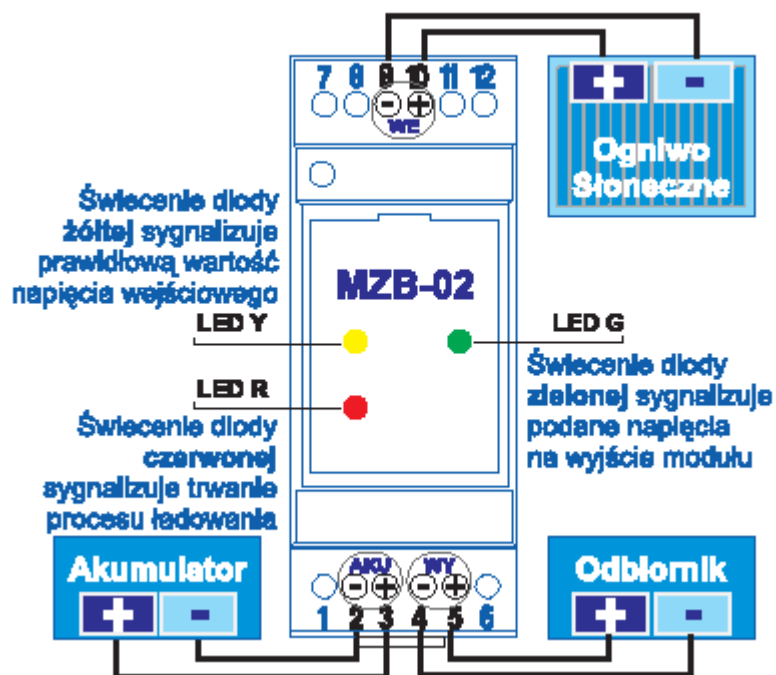 7 8 9 10 11 12
- +
WE
+ -
Ogniwo
Słoneczne
Świecenie diody
żółtej sygnalizuje
prawidłową wartość
napięcia wejściowego
MZB-02
LED Y
LED G
Świecenie diody
zielonej sygnalizuje
podane napięcia
na wyjście modułu
LED R
Świecenie diody
czerwonej
sygnalizuje trwanie
procesu ładowania
Akumulator
+ -
AKU WY
- + - +
1 2 3 4 5 6
Odbiornik
+ -